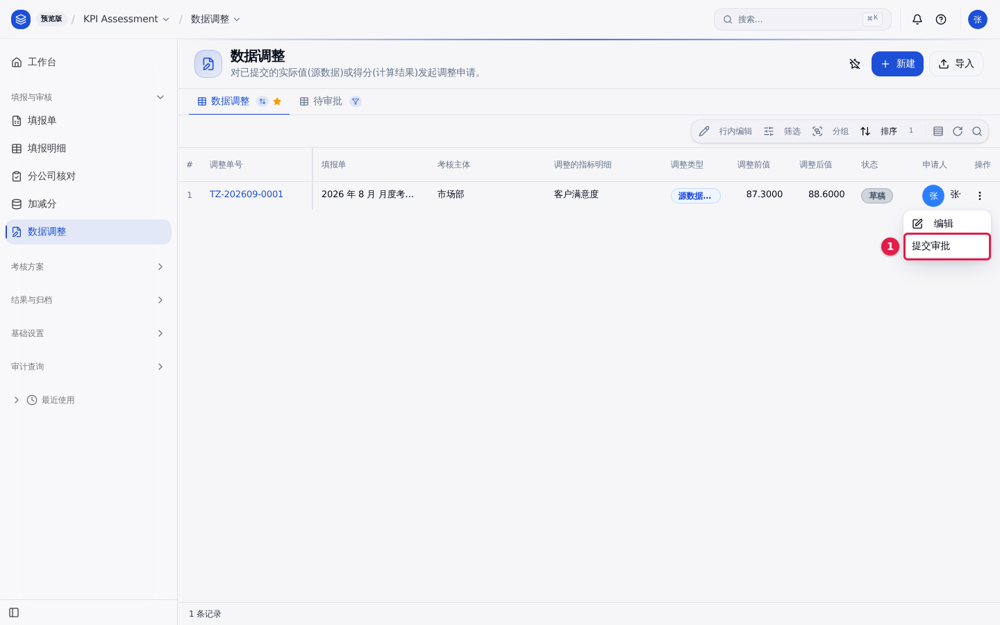 预览版 / KPI Assessment / 数据调整
搜索... ⌘K
张
工作台
填报与审核
填报单
填报明细
分公司核对
加减分
数据调整
考核方案
结果与归档
基础设置
审计查询
最近使用
数据调整
对已提交的实际值(源数据)或得分(计算结果)发起调整申请。
新建
导入
数据调整
待审批
行内编辑 筛选 分组 排序 1
# 调整单号 填报单 考核主体 调整的指标明细 调整类型 调整前值 调整后值 状态 申请人 操作
1 TZ-202609-0001 2026 年 8 月 月度考... 市场部 客户满意度 源数据... 87.3000 88.6000 草稿 张 张
编辑
1 提交审批
1 条记录